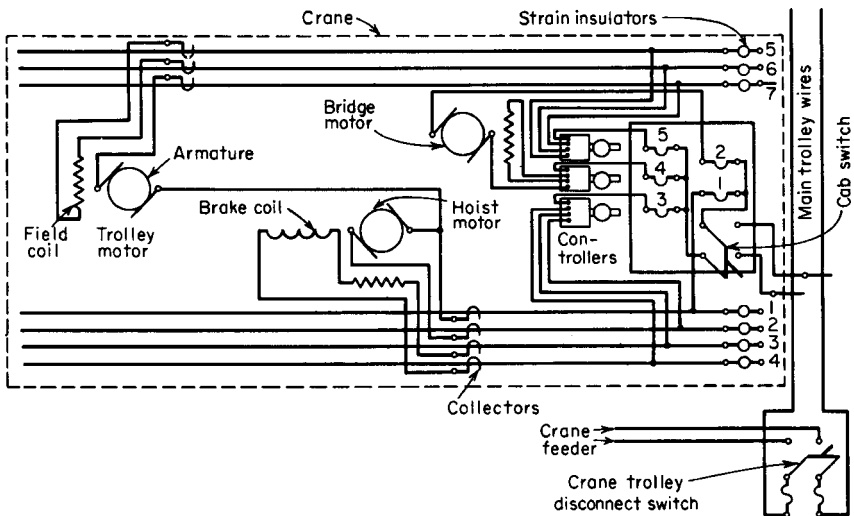 Crane
Strain insulators
5
6
7
Bridge
motor
Armature
Field
coil
Trolley
motor
Brake coil
Hoist
motor
5
4
3
2
1
Con-
trollers
Main trolley wires
Cab switch
1
2
3
4
Collectors
Crane
feeder
Crane trolley
disconnect switch